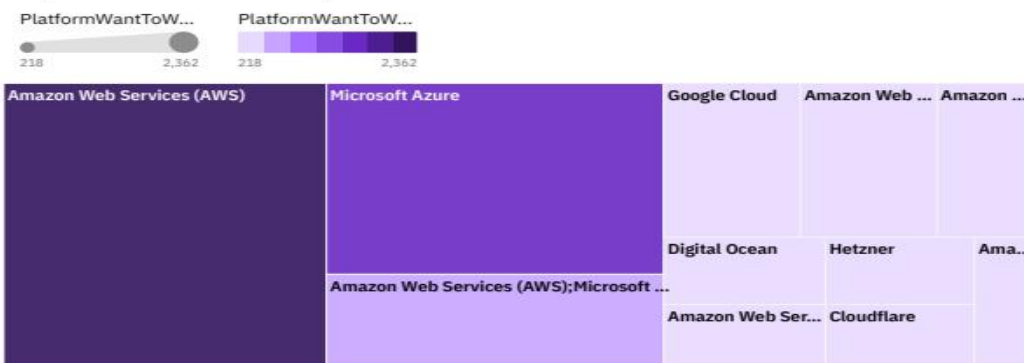 PlatformWantToW... PlatformWantToW...
218 2,362 218 2,362
Amazon Web Services (AWS) Microsoft Azure Google Cloud Amazon Web ... Amazon ...
Digital Ocean Hetzner Ama...
Amazon Web Services (AWS);Microsoft ...
Amazon Web Ser... Cloudflare